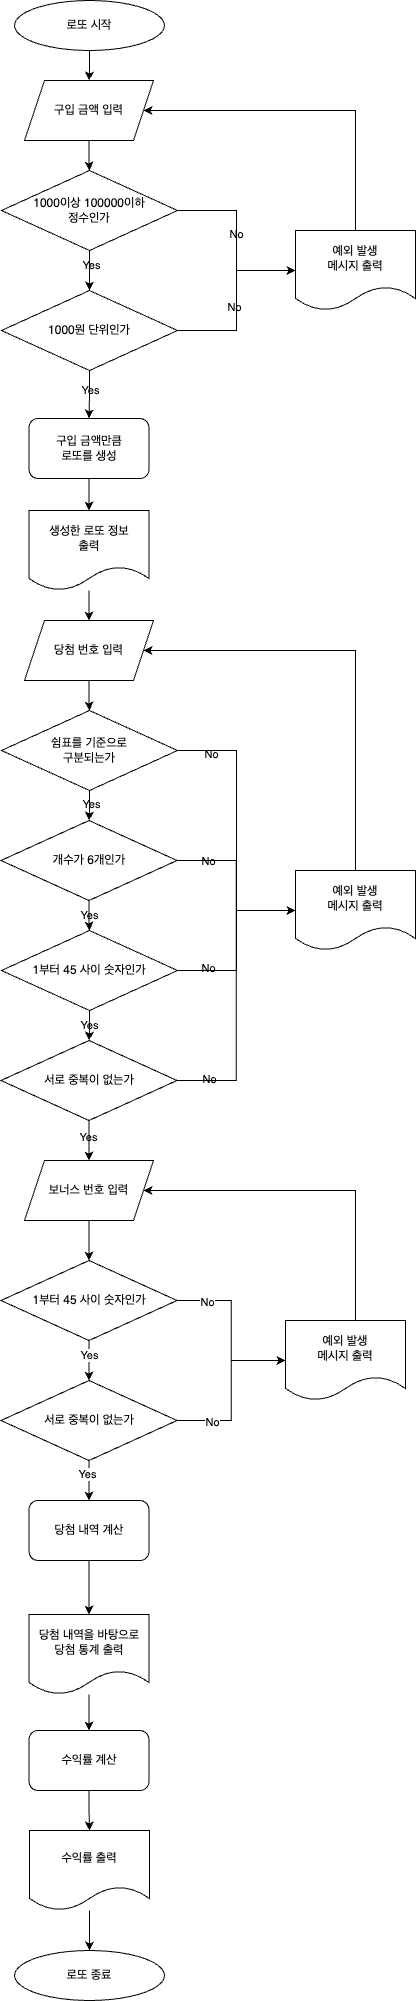 로또 시작
구입 금액 입력
1000이상 100000이하
정수인가
No
예외 발생
메시지 출력
Yes
No
1000원 단위인가
Yes
구입 금액만큼
로또를 생성
생성한 로또 정보
출력
당첨 번호 입력
쉼표를 기준으로
구분되는가
No
Yes
개수가 6개인가
No
예외 발생
메시지 출력
Yes
1부터 45 사이 숫자인가
No
Yes
서로 중복이 없는가
No
Yes
보너스 번호 입력
1부터 45 사이 숫자인가
No
예외 발생
메시지 출력
Yes
서로 중복이 없는가
No
Yes
당첨 내역 계산
당첨 내역을 바탕으로
당첨 통계 출력
수익률 계산
수익률 출력
로또 종료